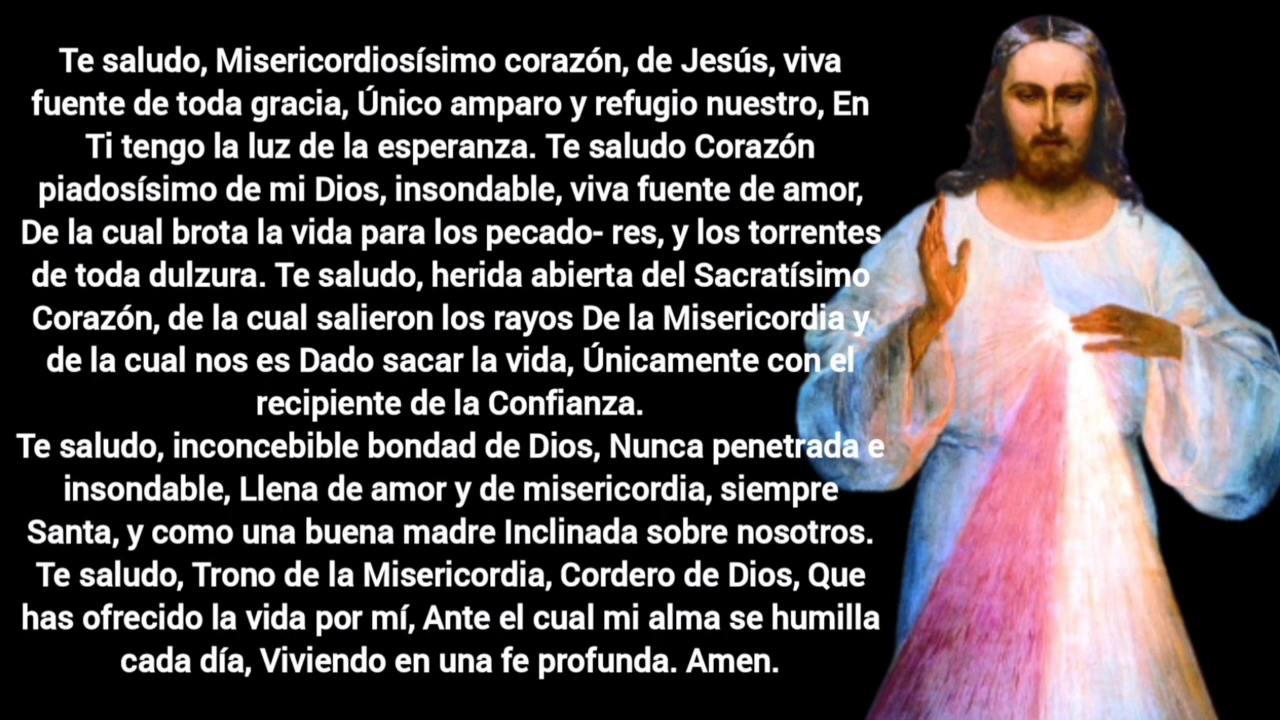 Te saludo, Misericordiosísimo corazón, de Jesús, viva
fuente de toda gracia, Único amparo y refugio nuestro, En
Ti tengo la luz de la esperanza. Te saludo Corazón
piadosísimo de mi Dios, insondable, viva fuente de amor,
De la cual brota la vida para los pecado- res, y los torrentes
de toda dulzura. Te saludo, herida abierta del Sacratísimo
Corazón, de la cual salieron los rayos De la Misericordia y
de la cual nos es Dado sacar la vida, Únicamente con el
recipiente de la Confianza.
Te saludo, inconcebible bondad de Dios, Nunca penetrada e
insondable, Llena de amor y de misericordia, siempre
Santa, y como una buena madre Inclinada sobre nosotros.
Te saludo, Trono de la Misericordia, Cordero de Dios, Que
has ofrecido la vida por mí, Ante el cual mi alma se humilla
cada día, Viviendo en una fe profunda. Amen.